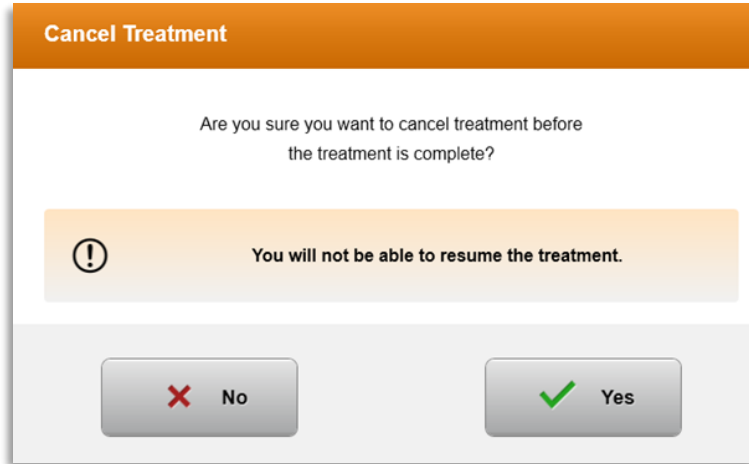 Cancel Treatment
Are you sure you want to cancel treatment before
the treatment is complete?
You will not be able to resume the treatment.
No
Yes